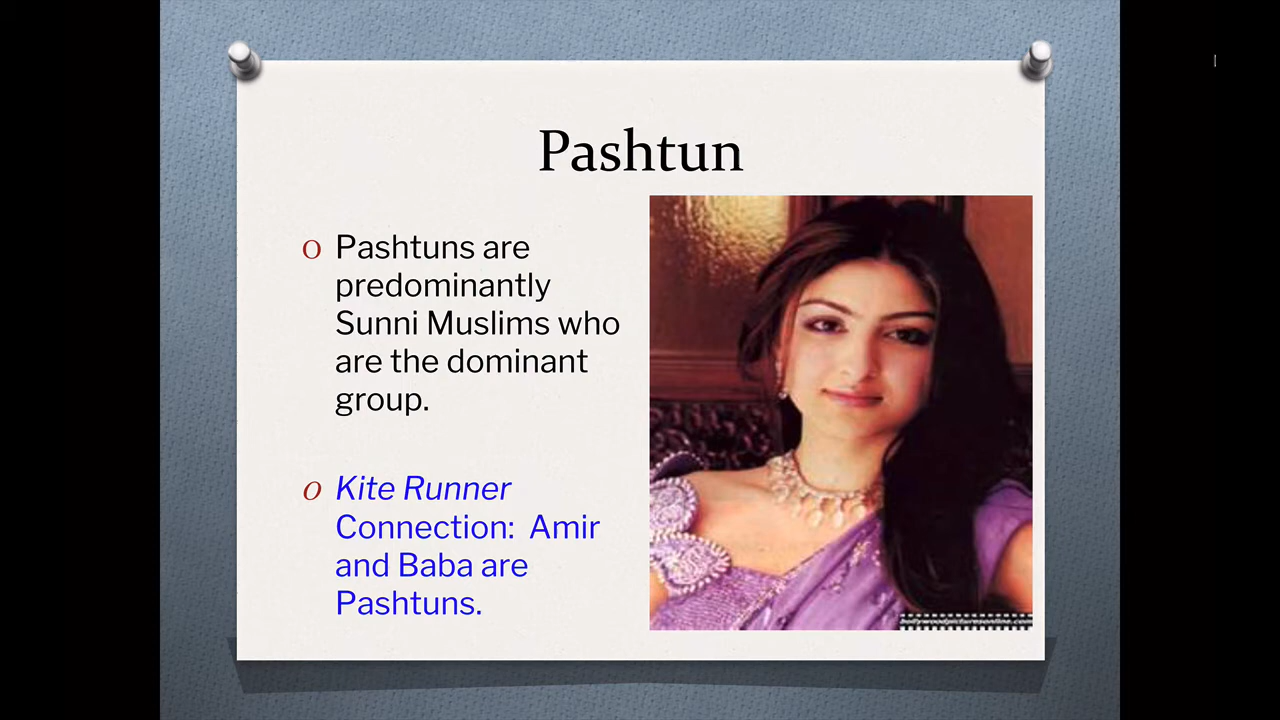 Pashtun
O Pashtuns are
predominantly
Sunni Muslims who
are the dominant
group.
O Kite Runner
Connection: Amir
and Baba are
Pashtuns.